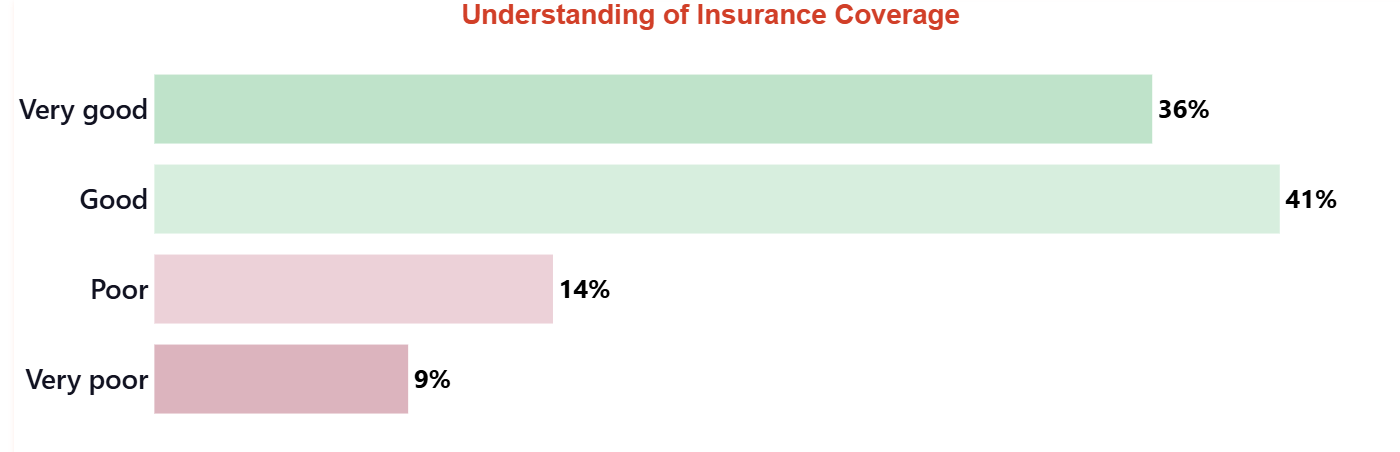 Understanding of Insurance Coverage
Very good 36%
Good 41%
Poor 14%
Very poor 9%